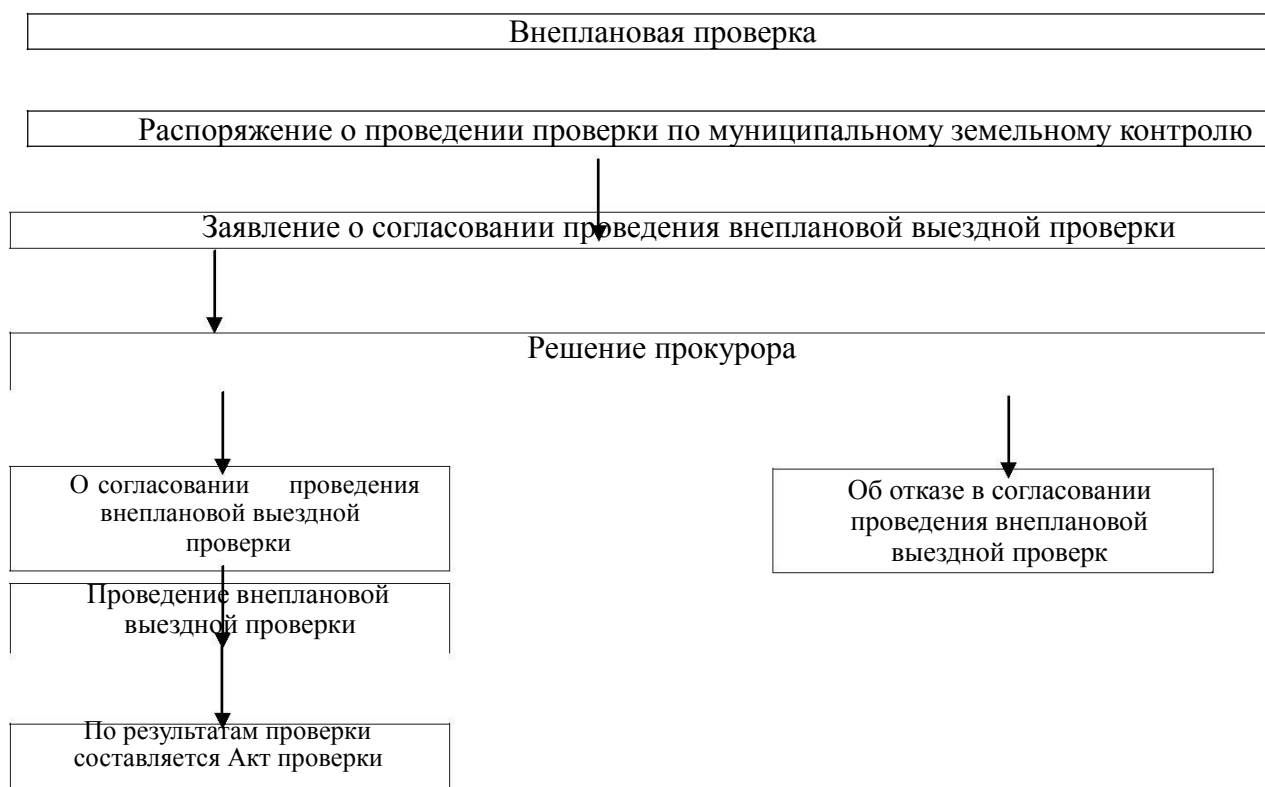 Внеплановая проверка
Распоряжение о проведении проверки по муниципальному земельному контролю
Заявление о согласовании проведения внеплановой выездной проверки
Решение прокурора
О согласовании проведения
внеплановой выездной
проверки
Об отказе в согласовании
проведения внеплановой
выездной проверк
Проведение внеплановой
выездной проверки
По результатам проверки
составляется Акт проверки